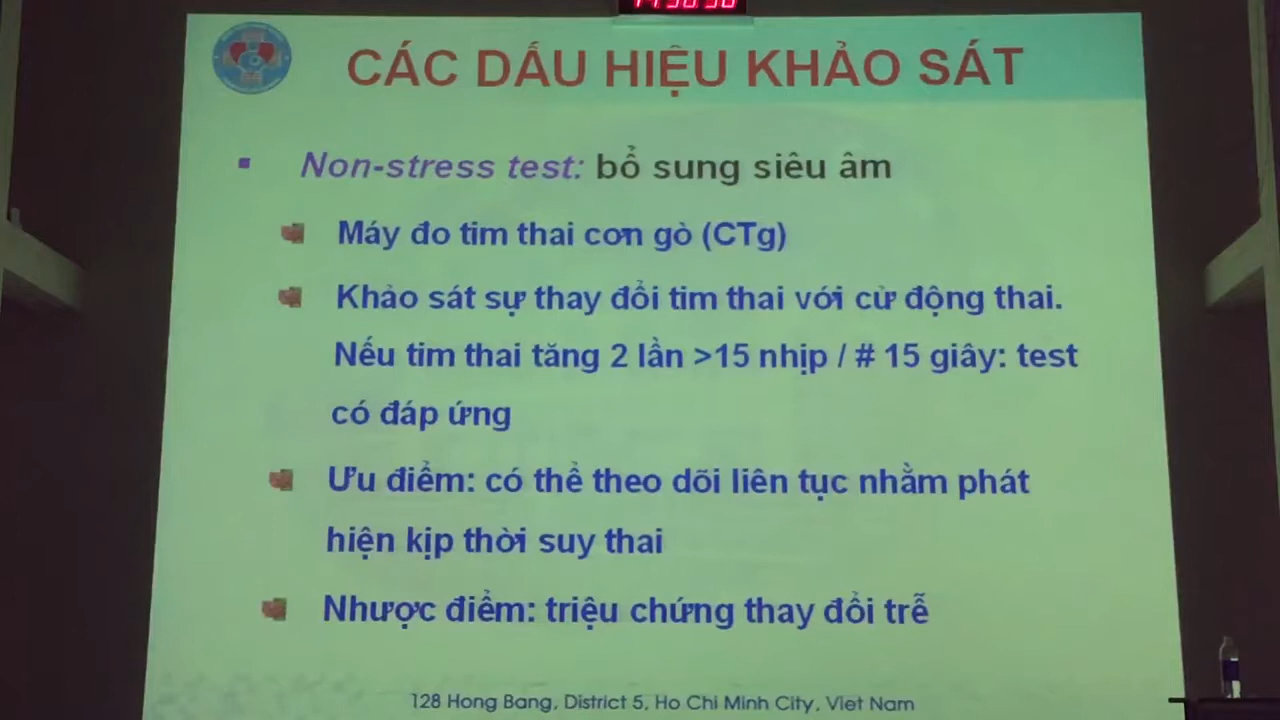 CÁC DẤU HIỆU KHẢO SÁT
Non-stress test: bổ sung siêu âm
Máy đo tim thai cơn gò (CTg)
Khảo sát sự thay đổi tim thai với cử động thai.
Nếu tim thai tăng 2 lần >15 nhịp / # 15 giây: test
có đáp ứng
Ưu điểm: có thể theo dõi liên tục nhằm phát
hiện kịp thời suy thai
Nhược điểm: triệu chứng thay đổi trễ
128 Hong Bang, District 5, Ho Chi Minh City, Viet Nam